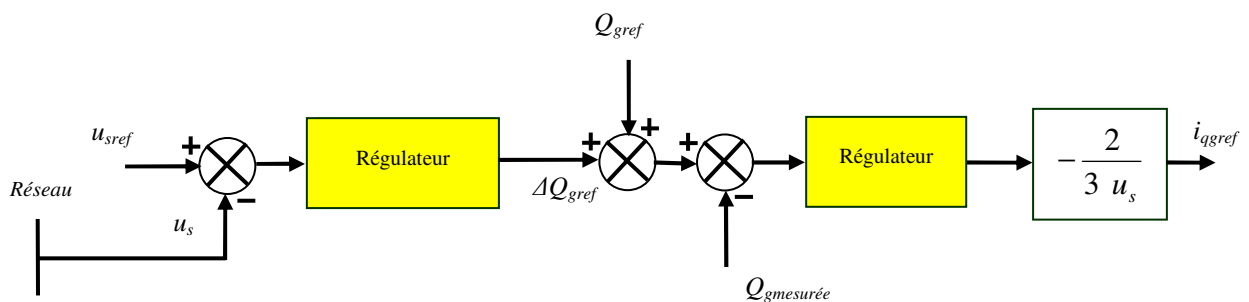 Q_gref
u_sref
+
Régulateur
+
+
+
Régulateur
− 2 / 3 u_s
i_qgref
Réseau
−
u_s
ΔQ_gref
−
Q_gmesurée